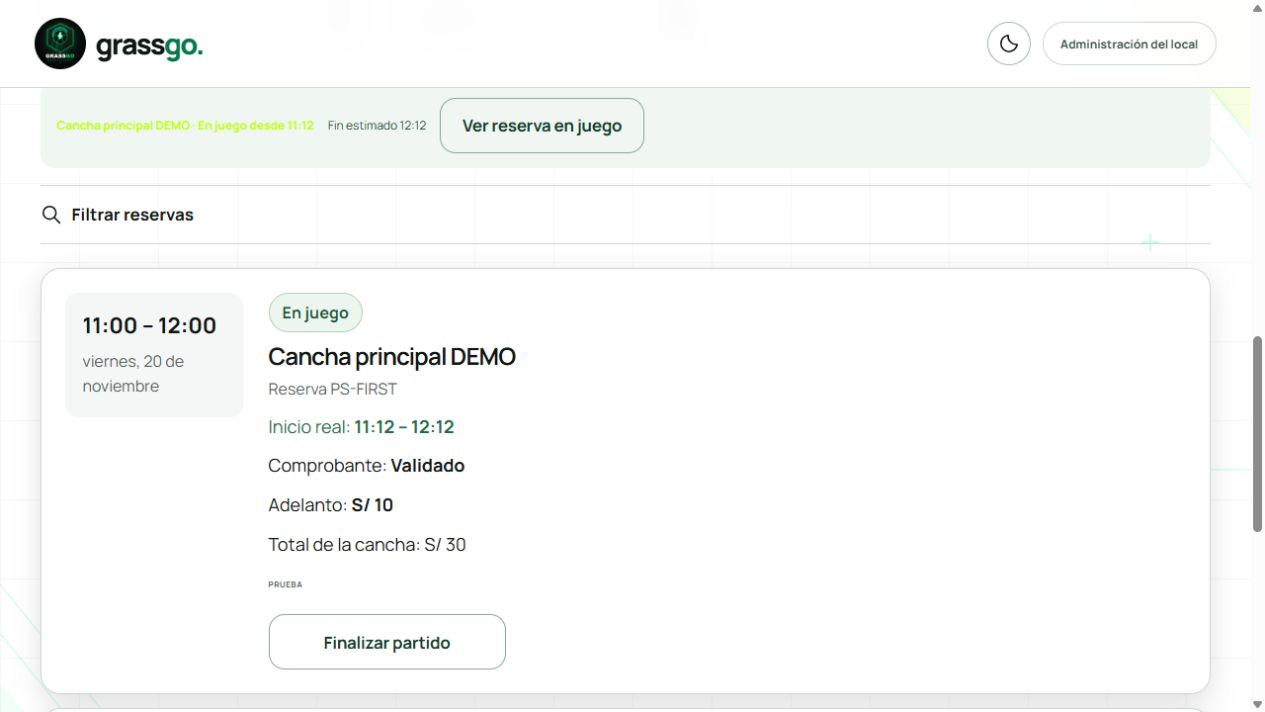 GRASSGO
grassgo.
Administración del local
Cancha principal DEMO · En juego desde 11:12
Fin estimado 12:12
Ver reserva en juego
Filtrar reservas
11:00 – 12:00
viernes, 20 de
noviembre
En juego
Cancha principal DEMO
Reserva PS-FIRST
Inicio real: 11:12 – 12:12
Comprobante: Validado
Adelanto: S/ 10
Total de la cancha: S/ 30
PRUEBA
Finalizar partido